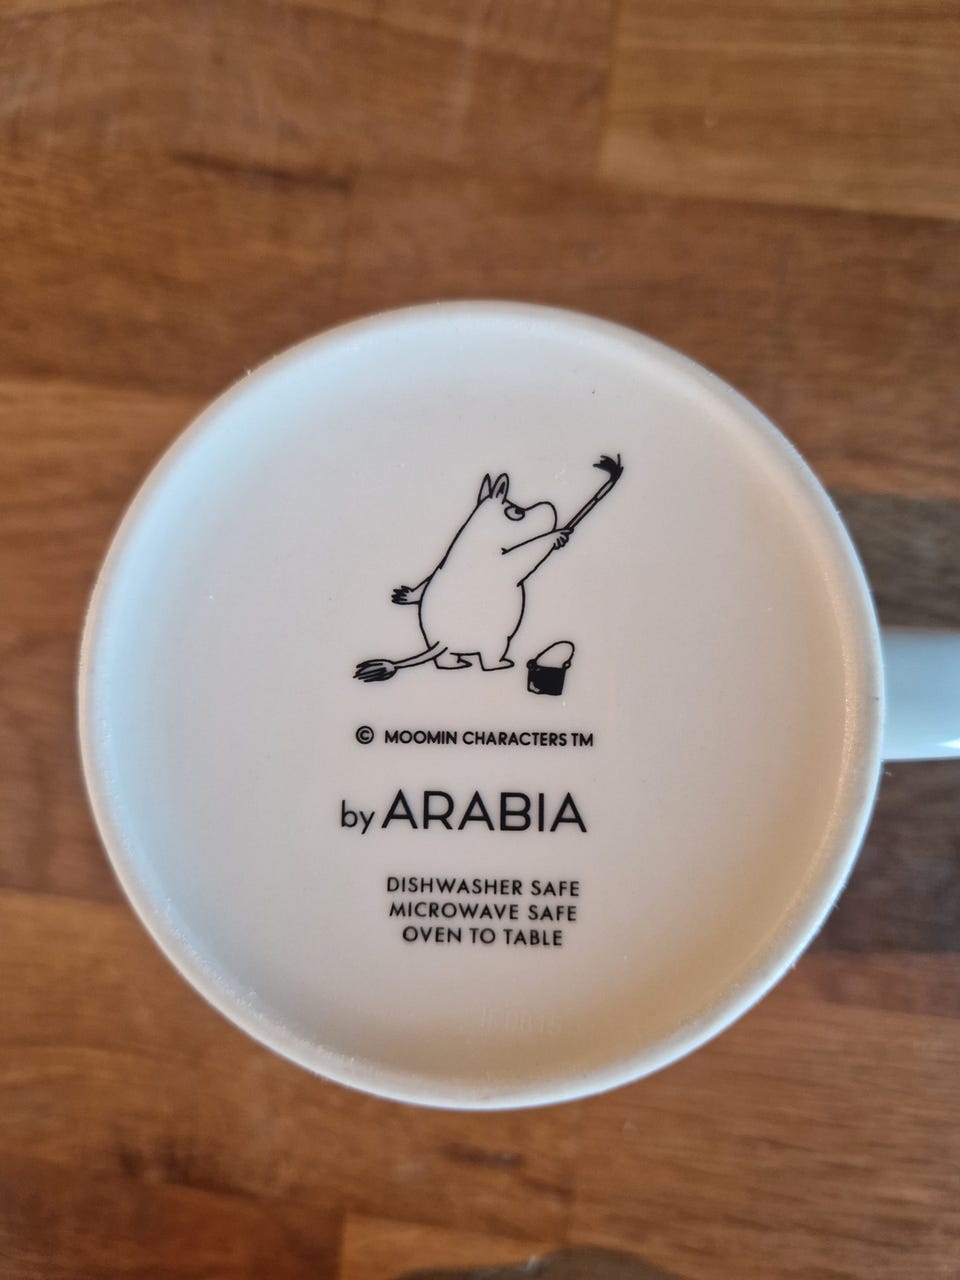 © MOOMIN CHARACTERS TM
by ARABIA
DISHWASHER SAFE
MICROWAVE SAFE
OVEN TO TABLE